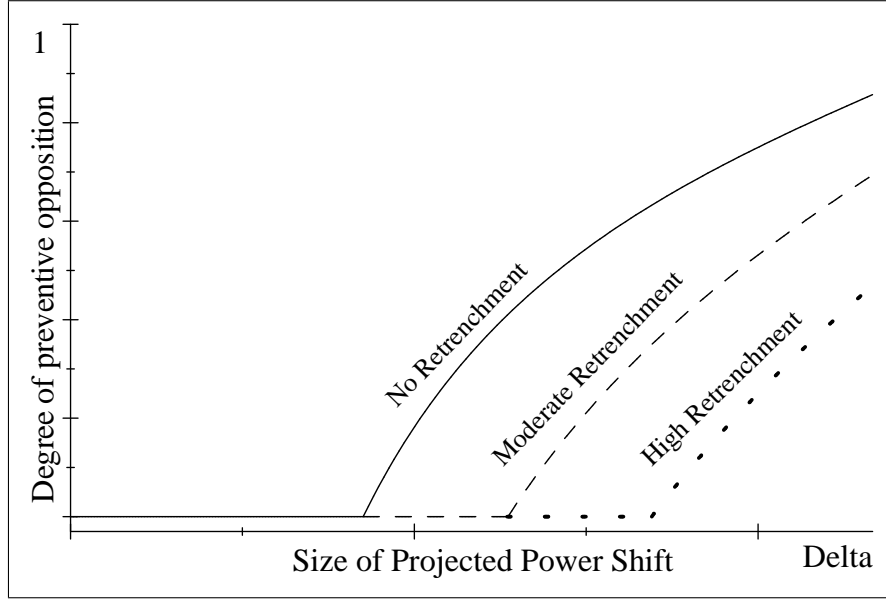 1
Degree of preventive opposition
No Retrenchment
Moderate Retrenchment
High Retrenchment
Size of Projected Power Shift
Delta